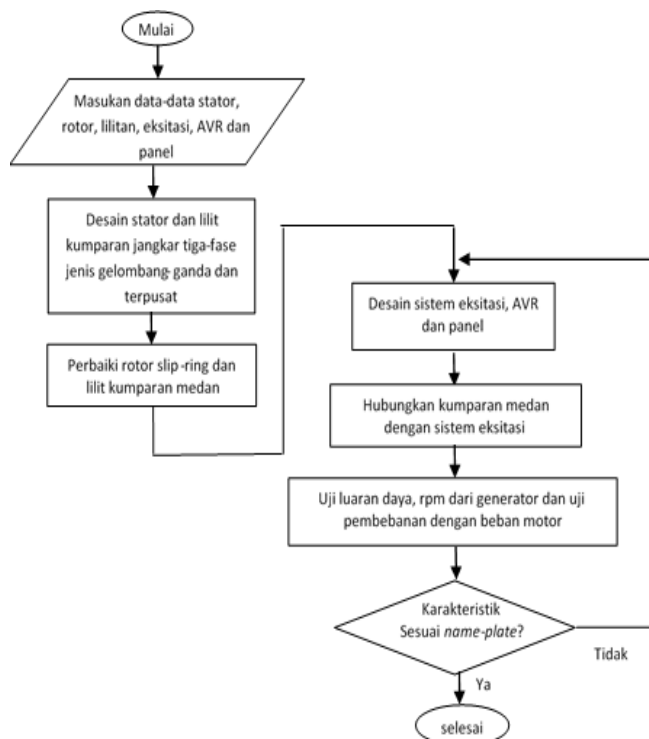 Mulai
Masukan data-data stator,
rotor, lilitan, eksitasi, AVR dan
panel
Desain stator dan lilit
kumparan jangkar tiga-fase
jenis gelombang-ganda dan
terpusat
Perbaiki rotor slip-ring dan
lilit kumparan medan
Desain sistem eksitasi, AVR
dan panel
Hubungkan kumparan medan
dengan sistem eksitasi
Uji luaran daya, rpm dari generator dan uji
pembebanan dengan beban motor
Karakteristik
Sesuai name-plate?
Tidak
Ya
selesai